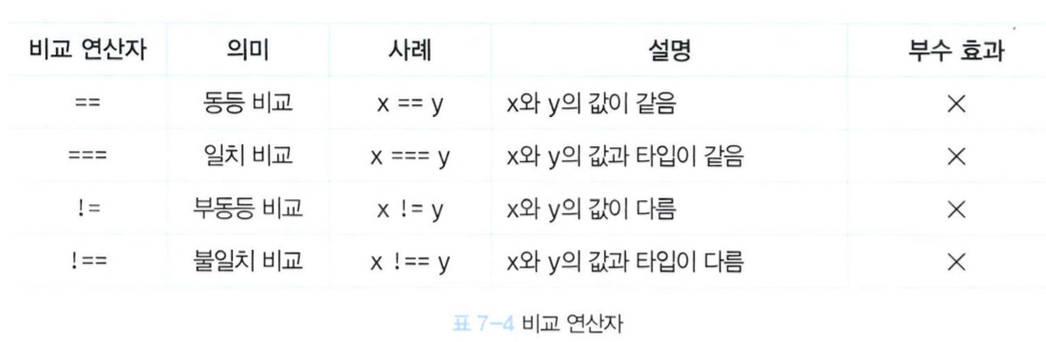 비교 연산자 의미 사례 설명 부수 효과
== 동등 비교 x == y x와 y의 값이 같음 ×
=== 일치 비교 x === y x와 y의 값과 타입이 같음 ×
!= 부동등 비교 x != y x와 y의 값이 다름 ×
!== 불일치 비교 x !== y x와 y의 값과 타입이 다름 ×
표 7-4 비교 연산자